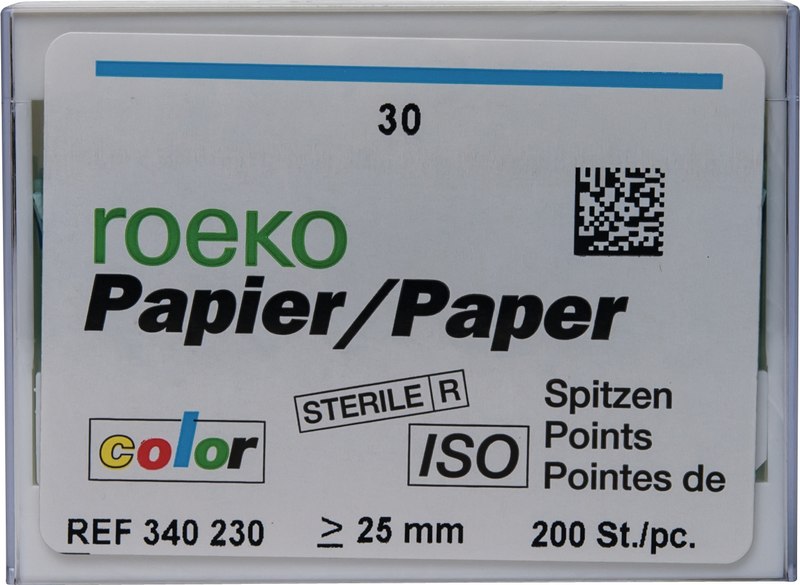 30
roeko
Papier/Paper
STERILE R
Spitzen
Points
Pointes de
color
ISO
REF 340 230 ≥ 25 mm 200 St./pc.